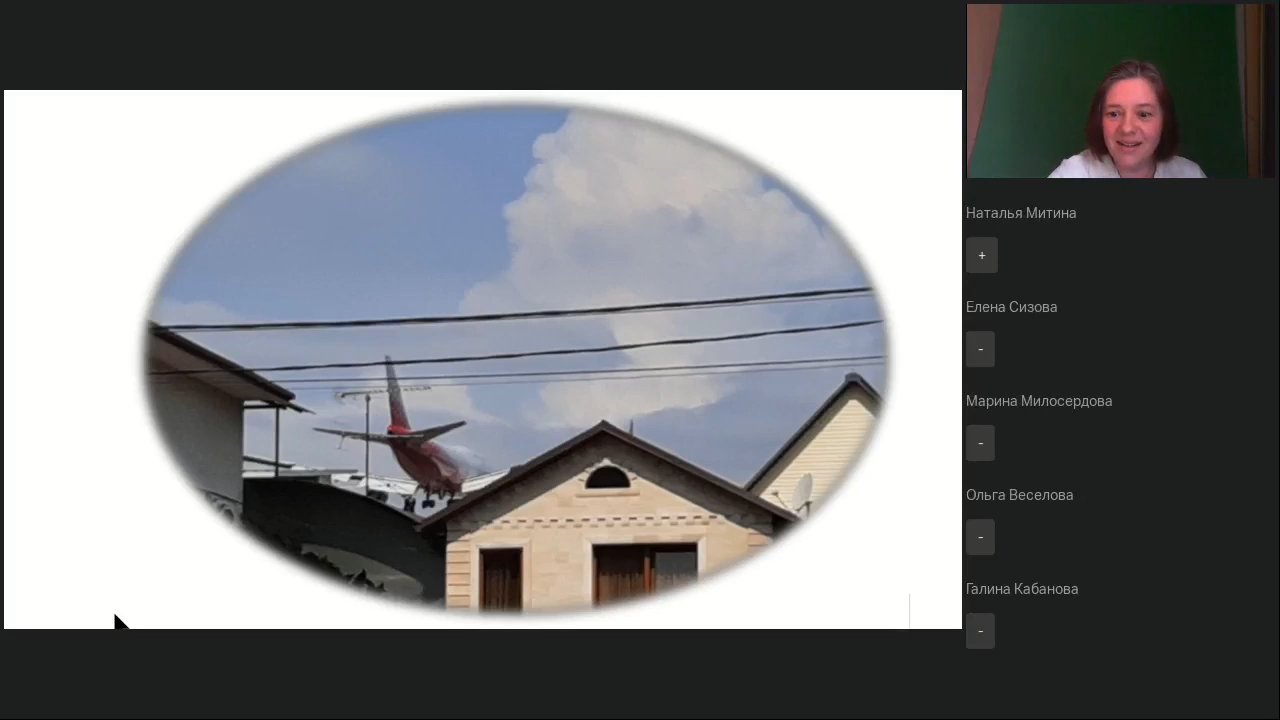 Наталья Митина
+
Елена Сизова
-
Марина Милосердова
-
Ольга Веселова
-
Галина Кабанова
-